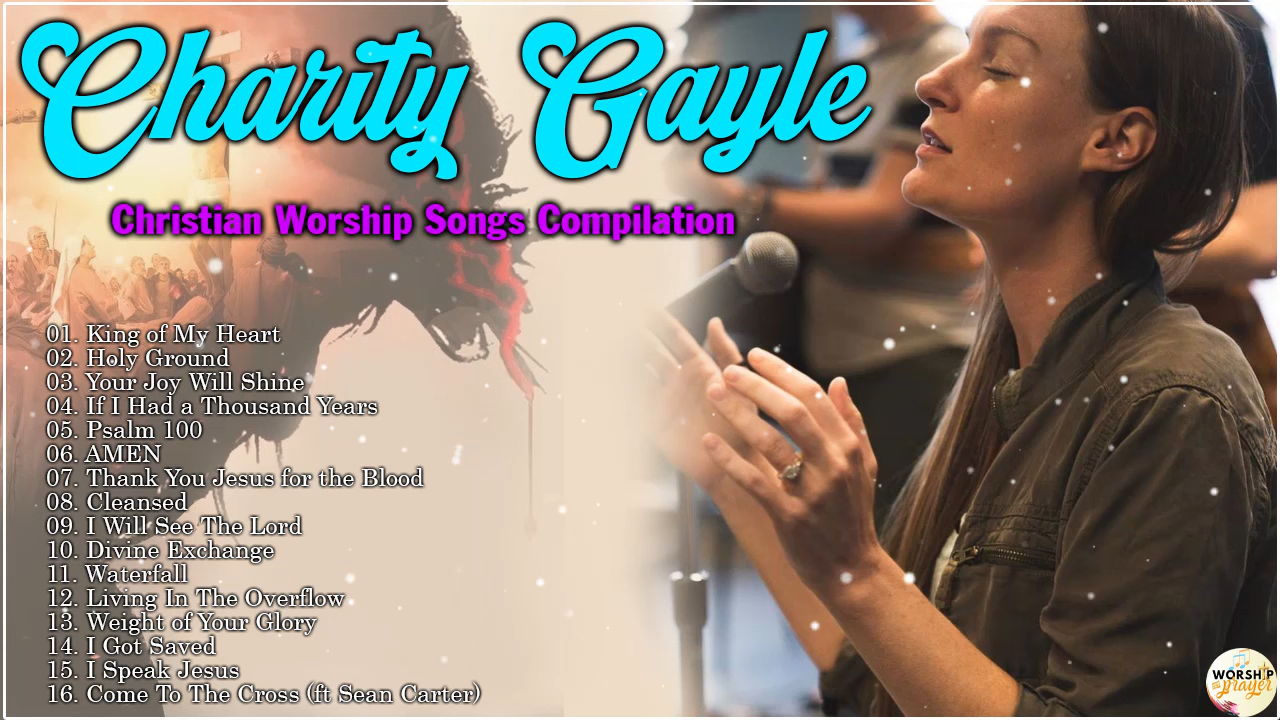 Charity Gayle
Christian Worship Songs Compilation
01. King of My Heart
02. Holy Ground
03. Your Joy Will Shine
04. If I Had a Thousand Years
05. Psalm 100
06. AMEN
07. Thank You Jesus for the Blood
08. Cleansed
09. I Will See The Lord
10. Divine Exchange
11. Waterfall
12. Living In The Overflow
13. Weight of Your Glory
14. I Got Saved
15. I Speak Jesus
16. Come To The Cross (ft Sean Carter)
WORSHIP
prayer